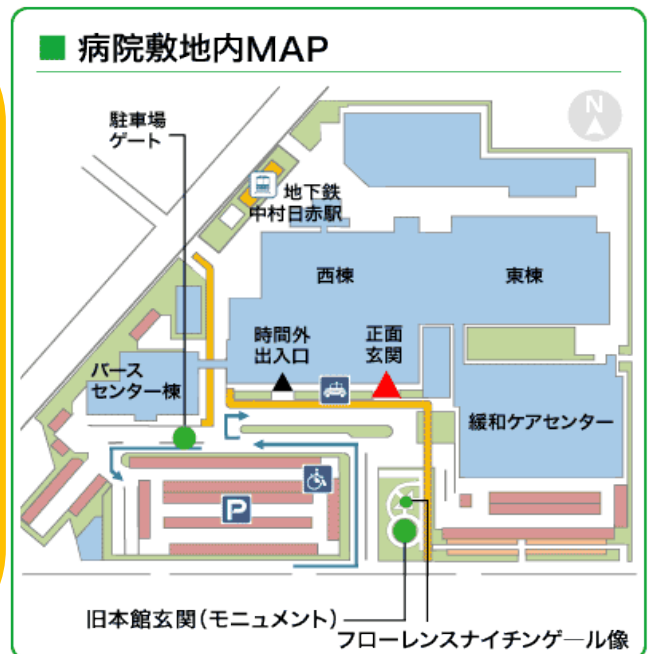 病院敷地内MAP
駐車場
ゲート
N
地下鉄
中村日赤駅
西棟
東棟
時間外
出入口
正面
玄関
バース
センター棟
緩和ケアセンター
P
旧本館玄関(モニュメント)
フローレンスナイチンゲール像